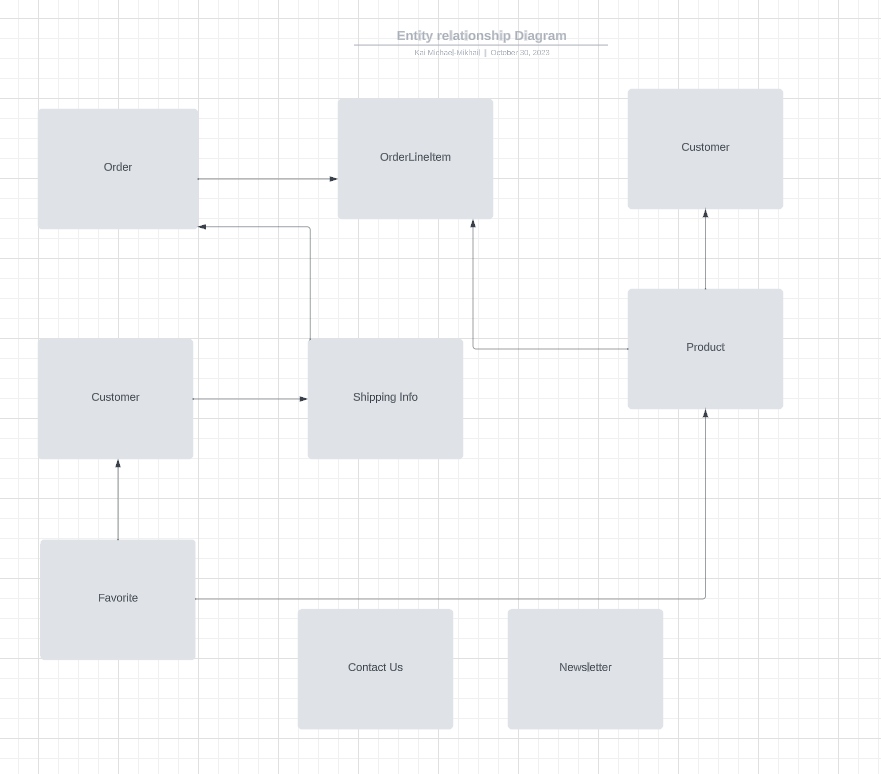 Entity relationship Diagram
Kai Michael-Mikhail | October 30, 2023
Order
OrderLineItem
Customer
Product
Customer
Shipping Info
Favorite
Contact Us
Newsletter